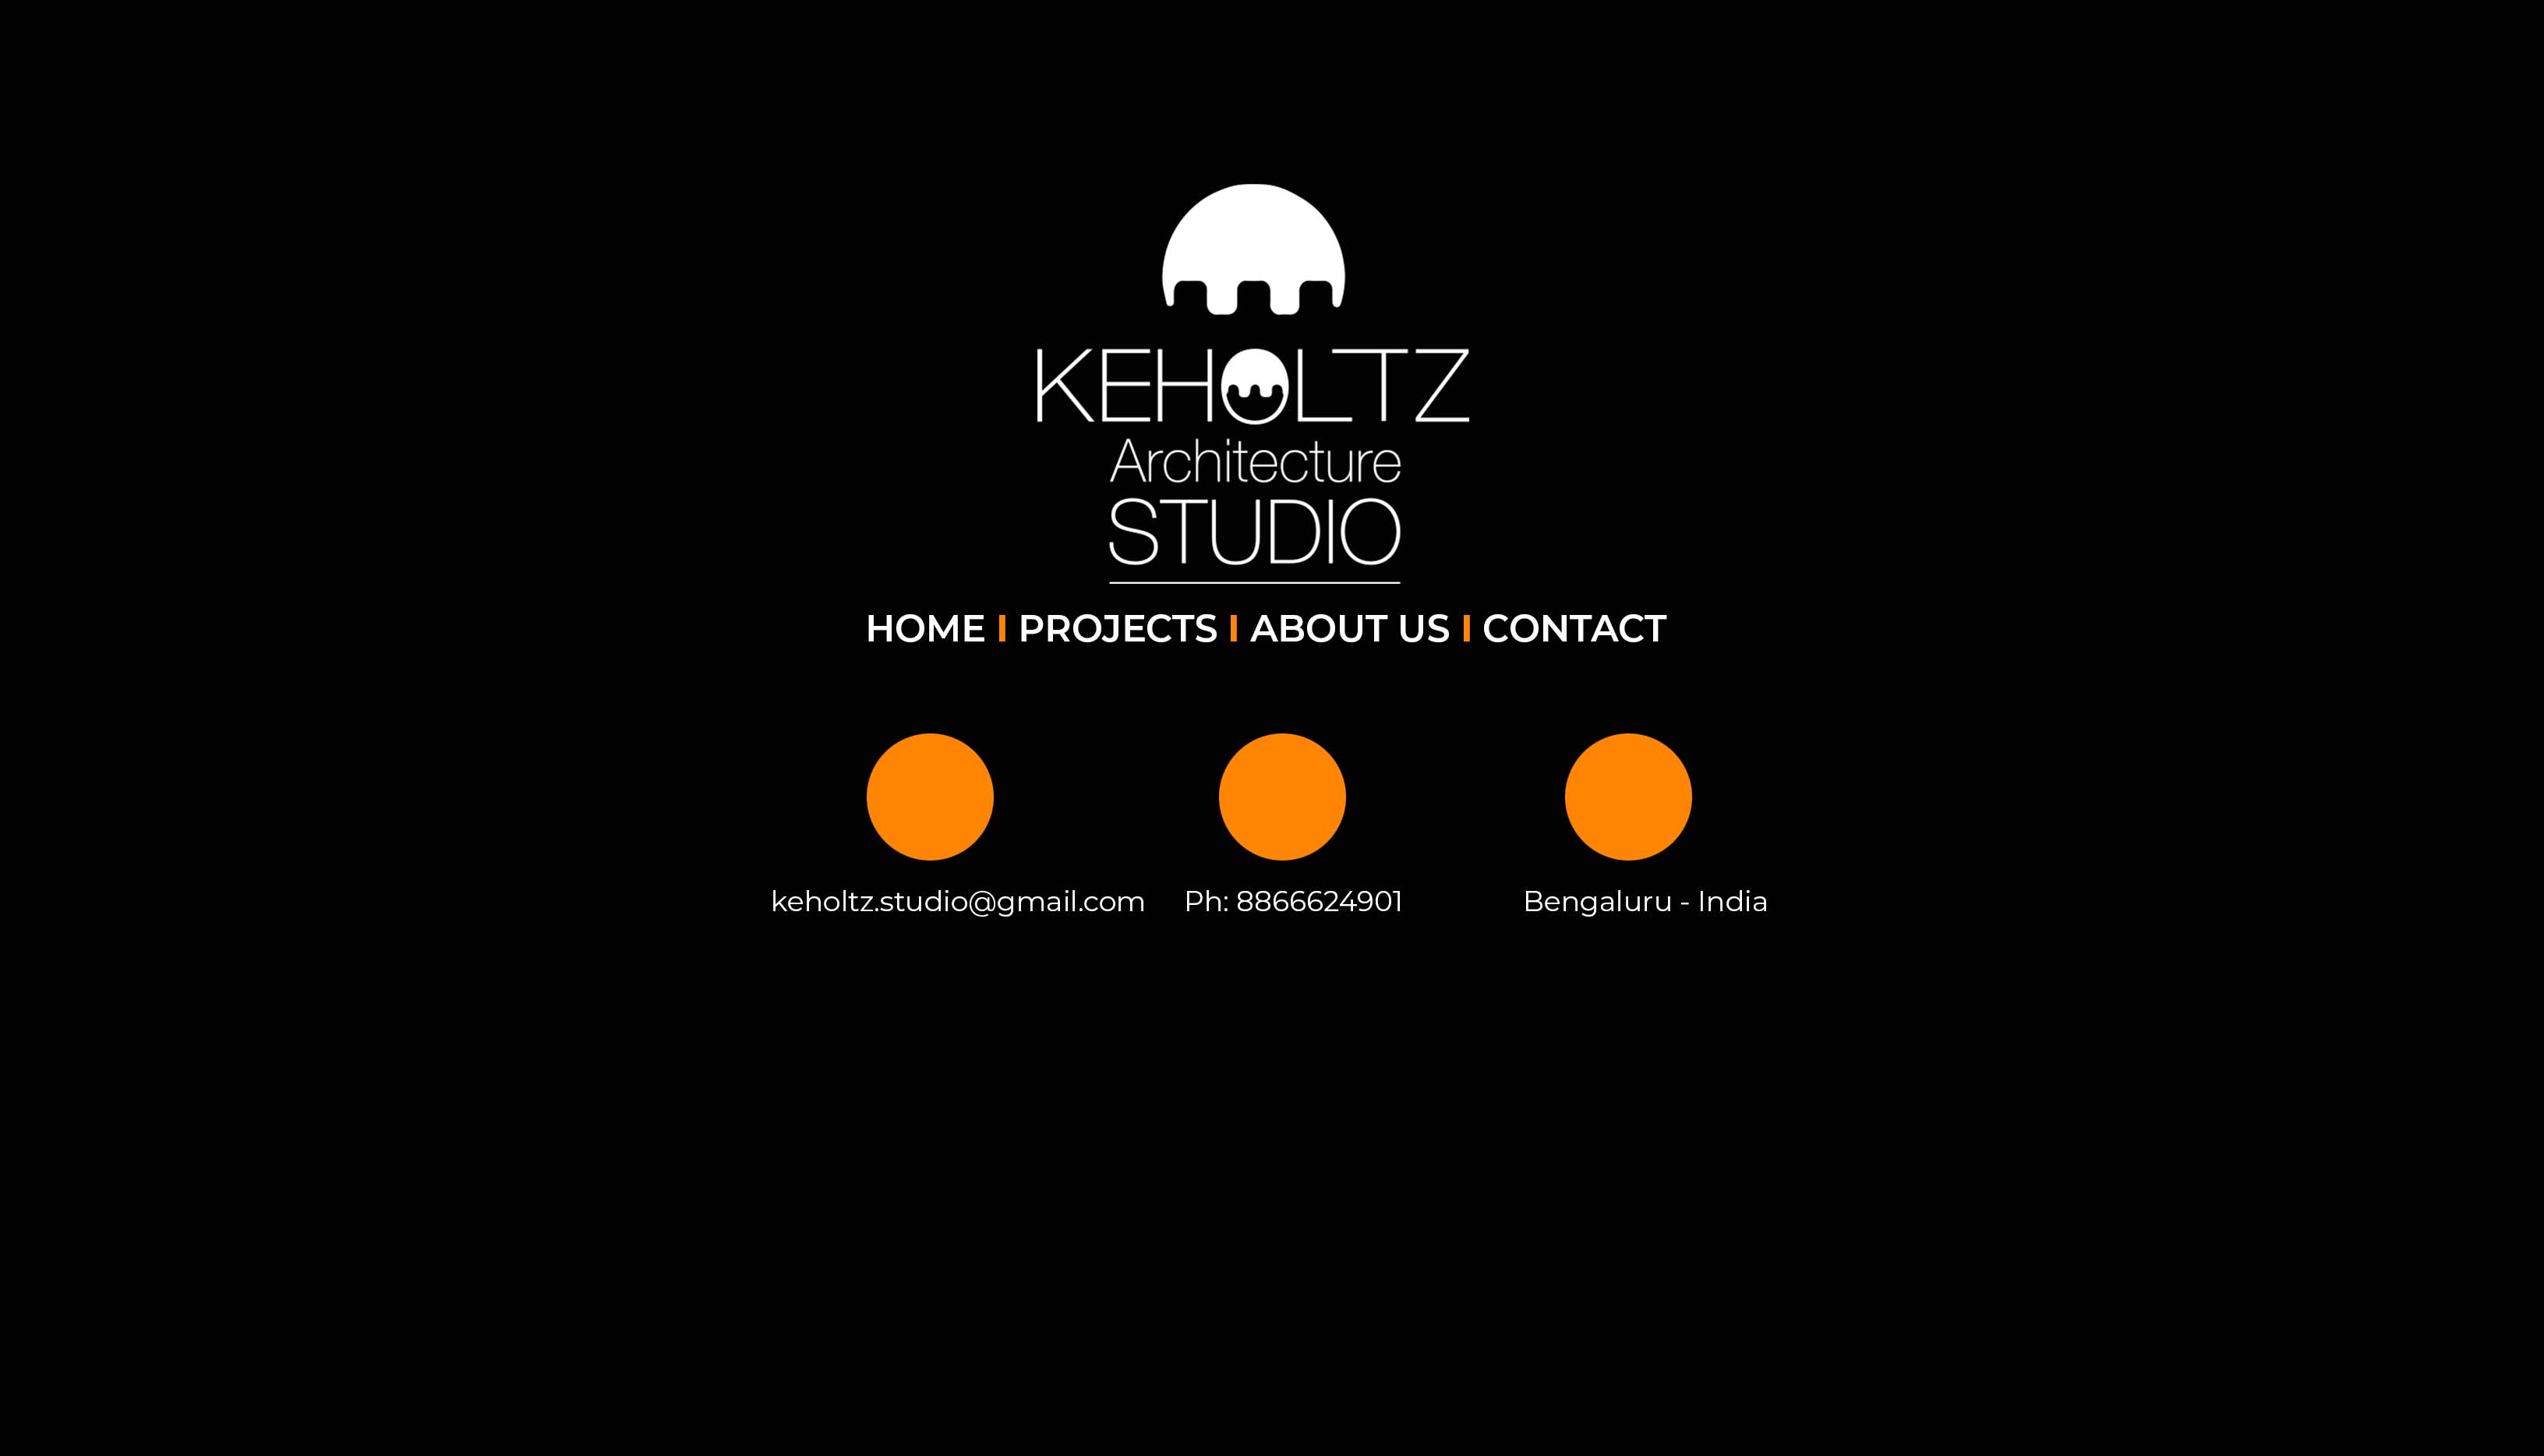 KEHOLTZ
Architecture
STUDIO
HOME I PROJECTS I ABOUT US I CONTACT
keholtz.studio@gmail.com Ph: 8866624901 Bengaluru - India